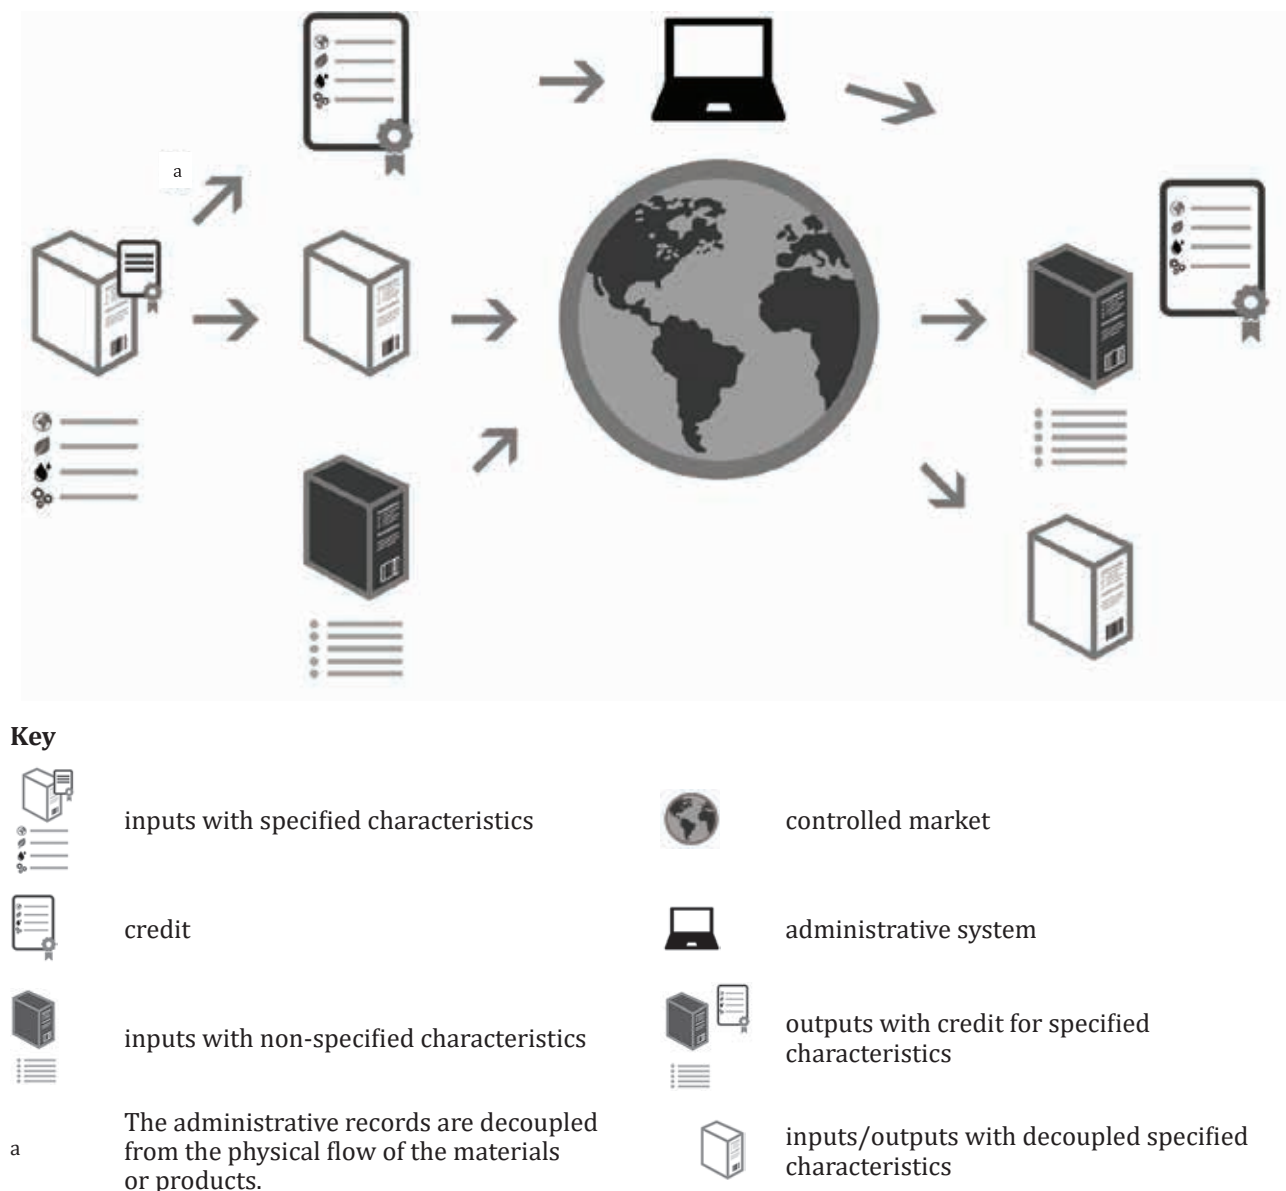 a
Key
inputs with specified characteristics
controlled market
credit
administrative system
inputs with non-specified characteristics
outputs with credit for specified
characteristics
a
The administrative records are decoupled
from the physical flow of the materials
or products.
inputs/outputs with decoupled specified
characteristics